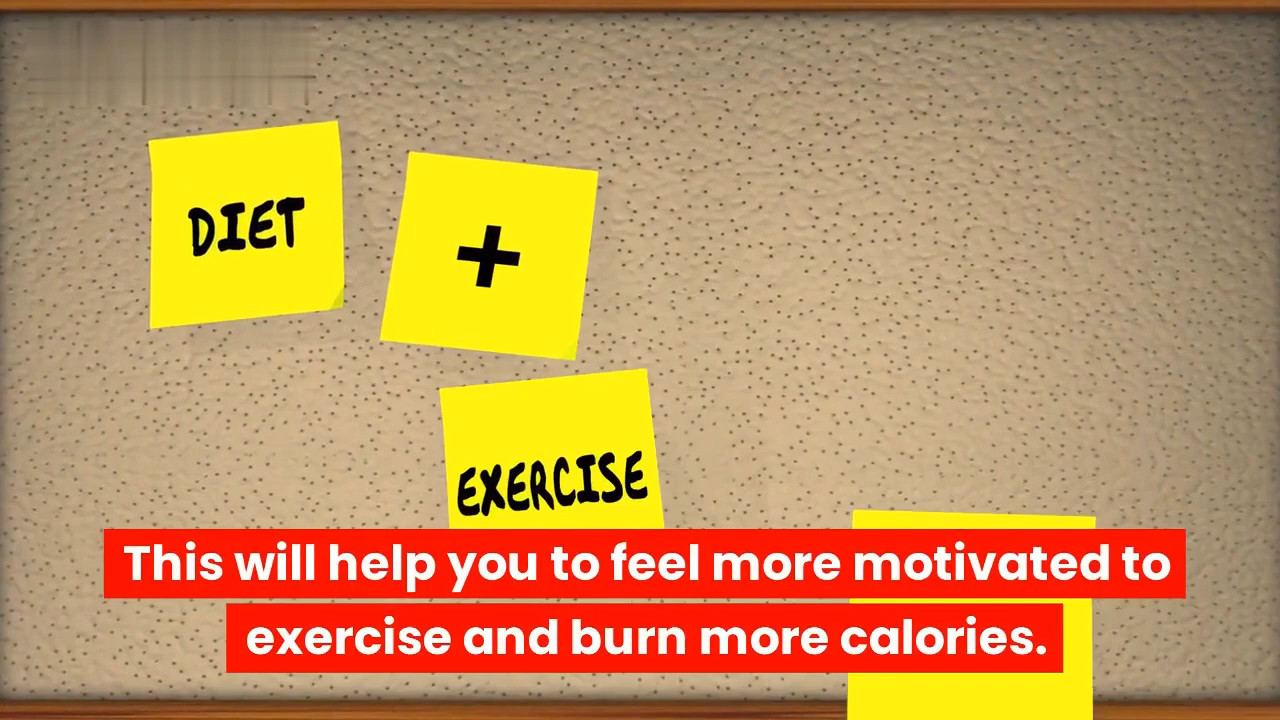 DIET
+
EXERCISE
This will help you to feel more motivated to
exercise and burn more calories.